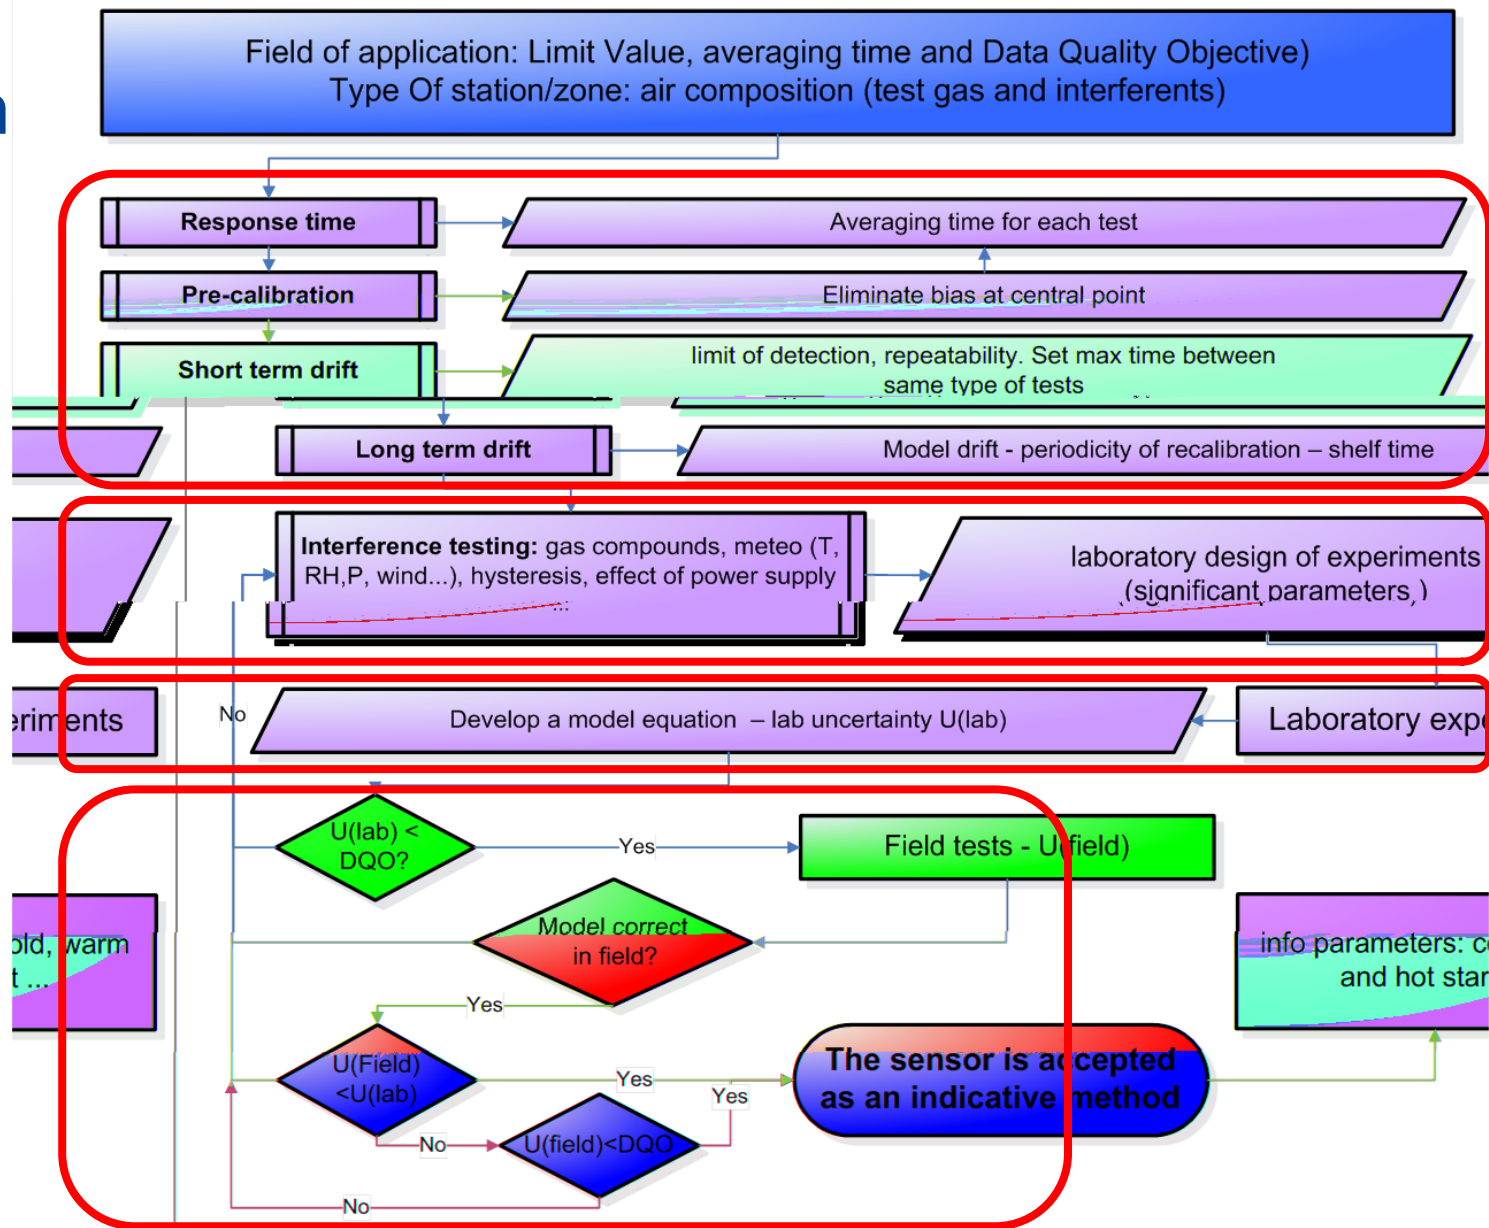 Field of application: Limit Value, averaging time and Data Quality Objective)
Type Of station/zone: air composition (test gas and interferents)
Response time
Averaging time for each test
Pre-calibration
Eliminate bias at central point
Short term drift
limit of detection, repeatability. Set max time between
same type of tests
Long term drift
Model drift - periodicity of recalibration – shelf time
Interference testing: gas compounds, meteo (T,
RH,P, wind...), hysteresis, effect of power supply
...
laboratory design of experiments
(significant parameters,)
eriments
No
Develop a model equation – lab uncertainty U(lab)
Laboratory expe
U(lab) <
DQO?
Yes
Field tests - U(field)
Model correct
in field?
old, warm
t ...
info parameters: c
and hot star
Yes
U(Field)
<U(lab)
Yes
Yes
The sensor is accepted
as an indicative method
No
U(field)<DQO
No